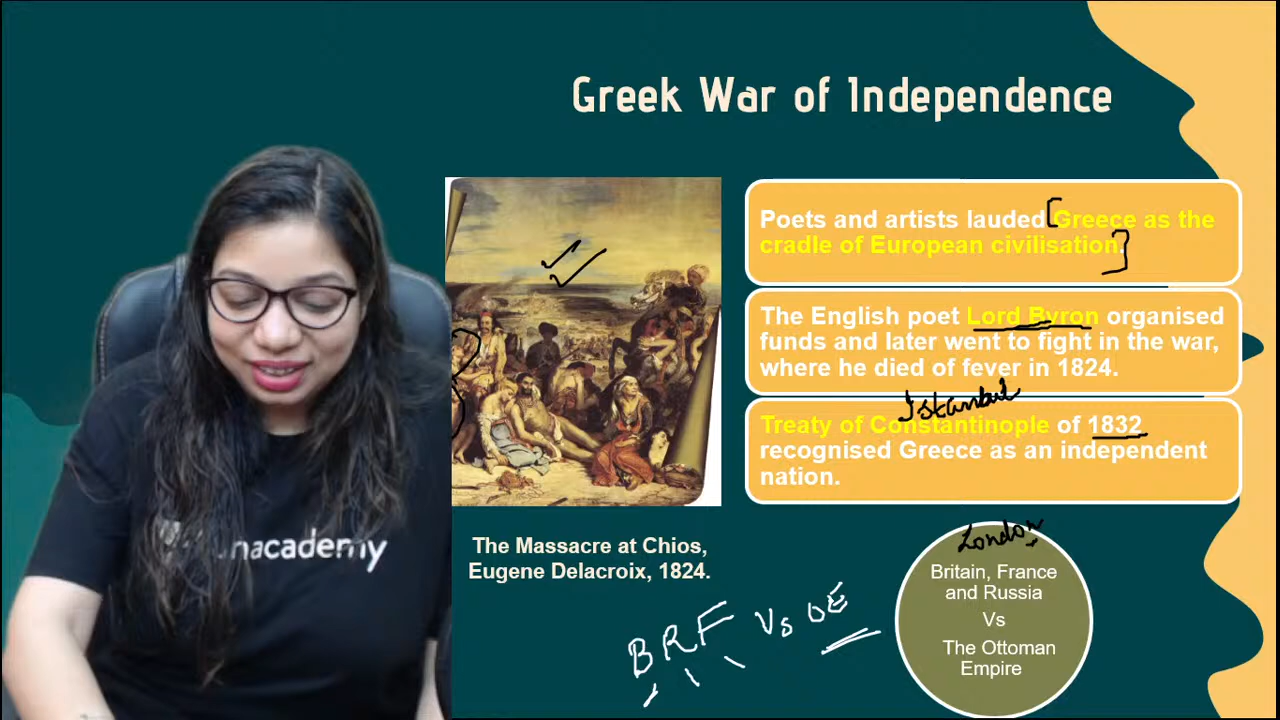 Greek War of Independence
Poets and artists lauded Greece as the
cradle of European civilisation.
The English poet Lord Byron organised
funds and later went to fight in the war,
where he died of fever in 1824.
Istanbul
Treaty of Constantinople of 1832
recognised Greece as an independent
nation.
The Massacre at Chios,
Eugene Delacroix, 1824.
London
Britain, France
and Russia
Vs
The Ottoman
Empire
BRF Vs OE
unacademy